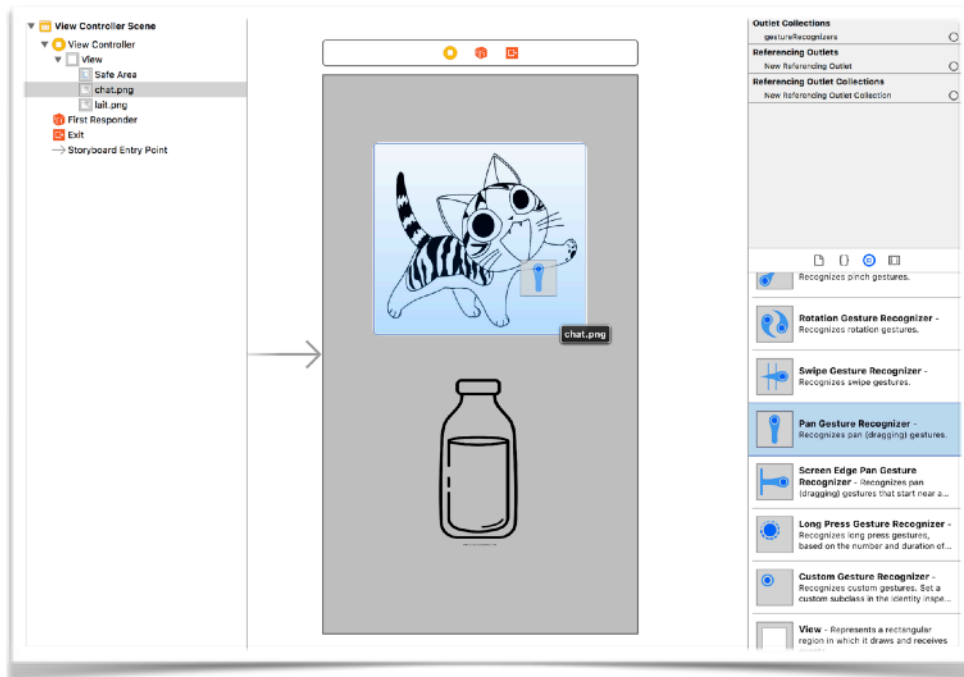 View Controller Scene
View Controller
View
Safe Area
chat.png
lait.png
First Responder
Exit
Storyboard Entry Point
chat.png
Outlet Collections
gestureRecognizers
Referencing Outlets
New Referencing Outlet
Referencing Outlet Collections
New Referencing Outlet Collection
Recognizes pinch gestures.
Rotation Gesture Recognizer -
Recognizes rotation gestures.
Swipe Gesture Recognizer -
Recognizes swipe gestures.
Pan Gesture Recognizer -
Recognizes pan (dragging) gestures.
Screen Edge Pan Gesture
Recognizer - Recognizes pan
(dragging) gestures that start near a...
Long Press Gesture Recognizer -
Recognizes long press gestures,
based on the number and duration of...
Custom Gesture Recognizer -
Recognizes custom gestures. Set a
custom subclass in the identity inspe...
View - Represents a rectangular
region in which it draws and receives